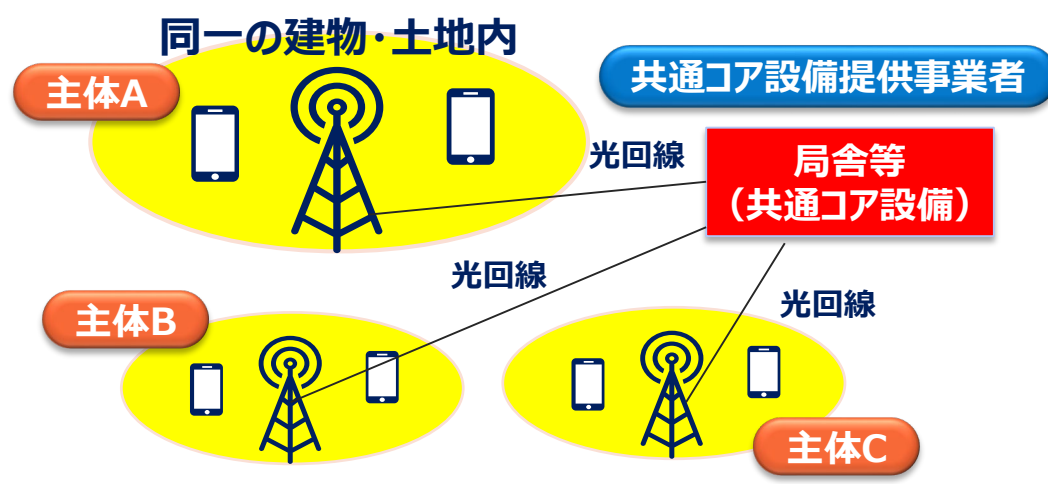 同一の建物・土地内
主体A
共通コア設備提供事業者
光回線
局舎等
（共通コア設備）
光回線
光回線
主体B
主体C